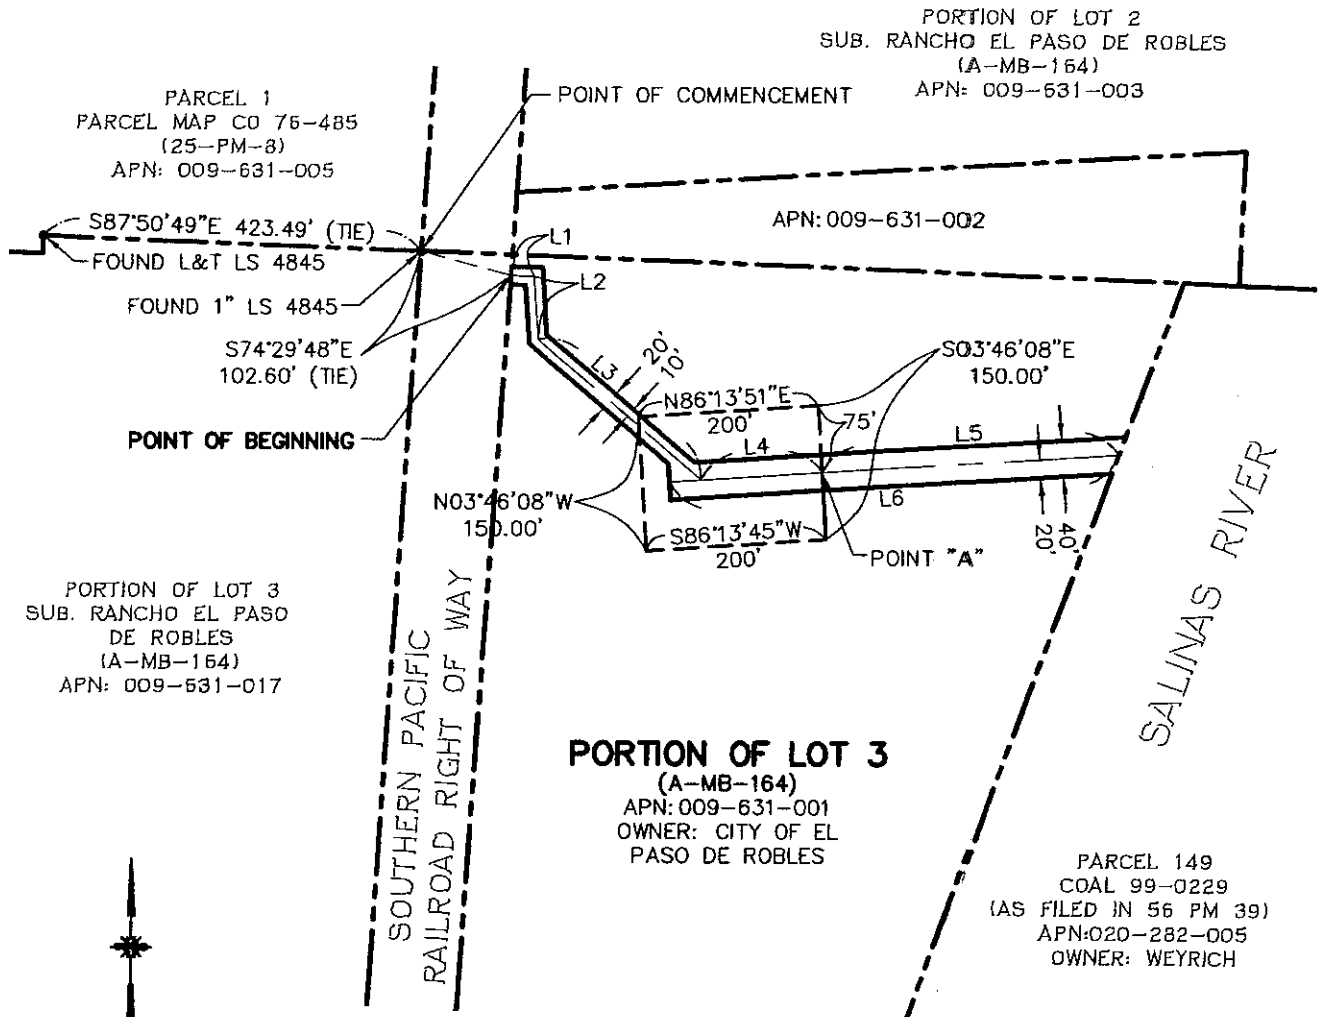 PORTION OF LOT 2
SUB. RANCHO EL PASO DE ROBLES
(A-MB-164)
APN: 009-631-003
PARCEL 1
PARCEL MAP CO 76-485
(25-PM-8)
APN: 009-631-005
POINT OF COMMENCEMENT
APN: 009-631-002
S87°50'49"E 423.49' (TIE)
FOUND L&T LS 4845
FOUND 1" LS 4845
L1
L2
S74°29'48"E
102.60' (TIE)
POINT OF BEGINNING
L3
20'
10'
N86°13'51"E
200'
S03°46'08"E
150.00'
75'
L4
L5
L6
N03°46'08"W
150.00'
S86°13'45"W
200'
POINT "A"
20'
40'
SALINAS RIVER
PORTION OF LOT 3
SUB. RANCHO EL PASO
DE ROBLES
(A-MB-164)
APN: 009-631-017
SOUTHERN PACIFIC
RAILROAD RIGHT OF WAY
PORTION OF LOT 3
(A-MB-164)
APN: 009-631-001
OWNER: CITY OF EL
PASO DE ROBLES
PARCEL 149
COAL 99-0229
(AS FILED IN 56 PM 39)
APN:020-282-005
OWNER: WEYRICH